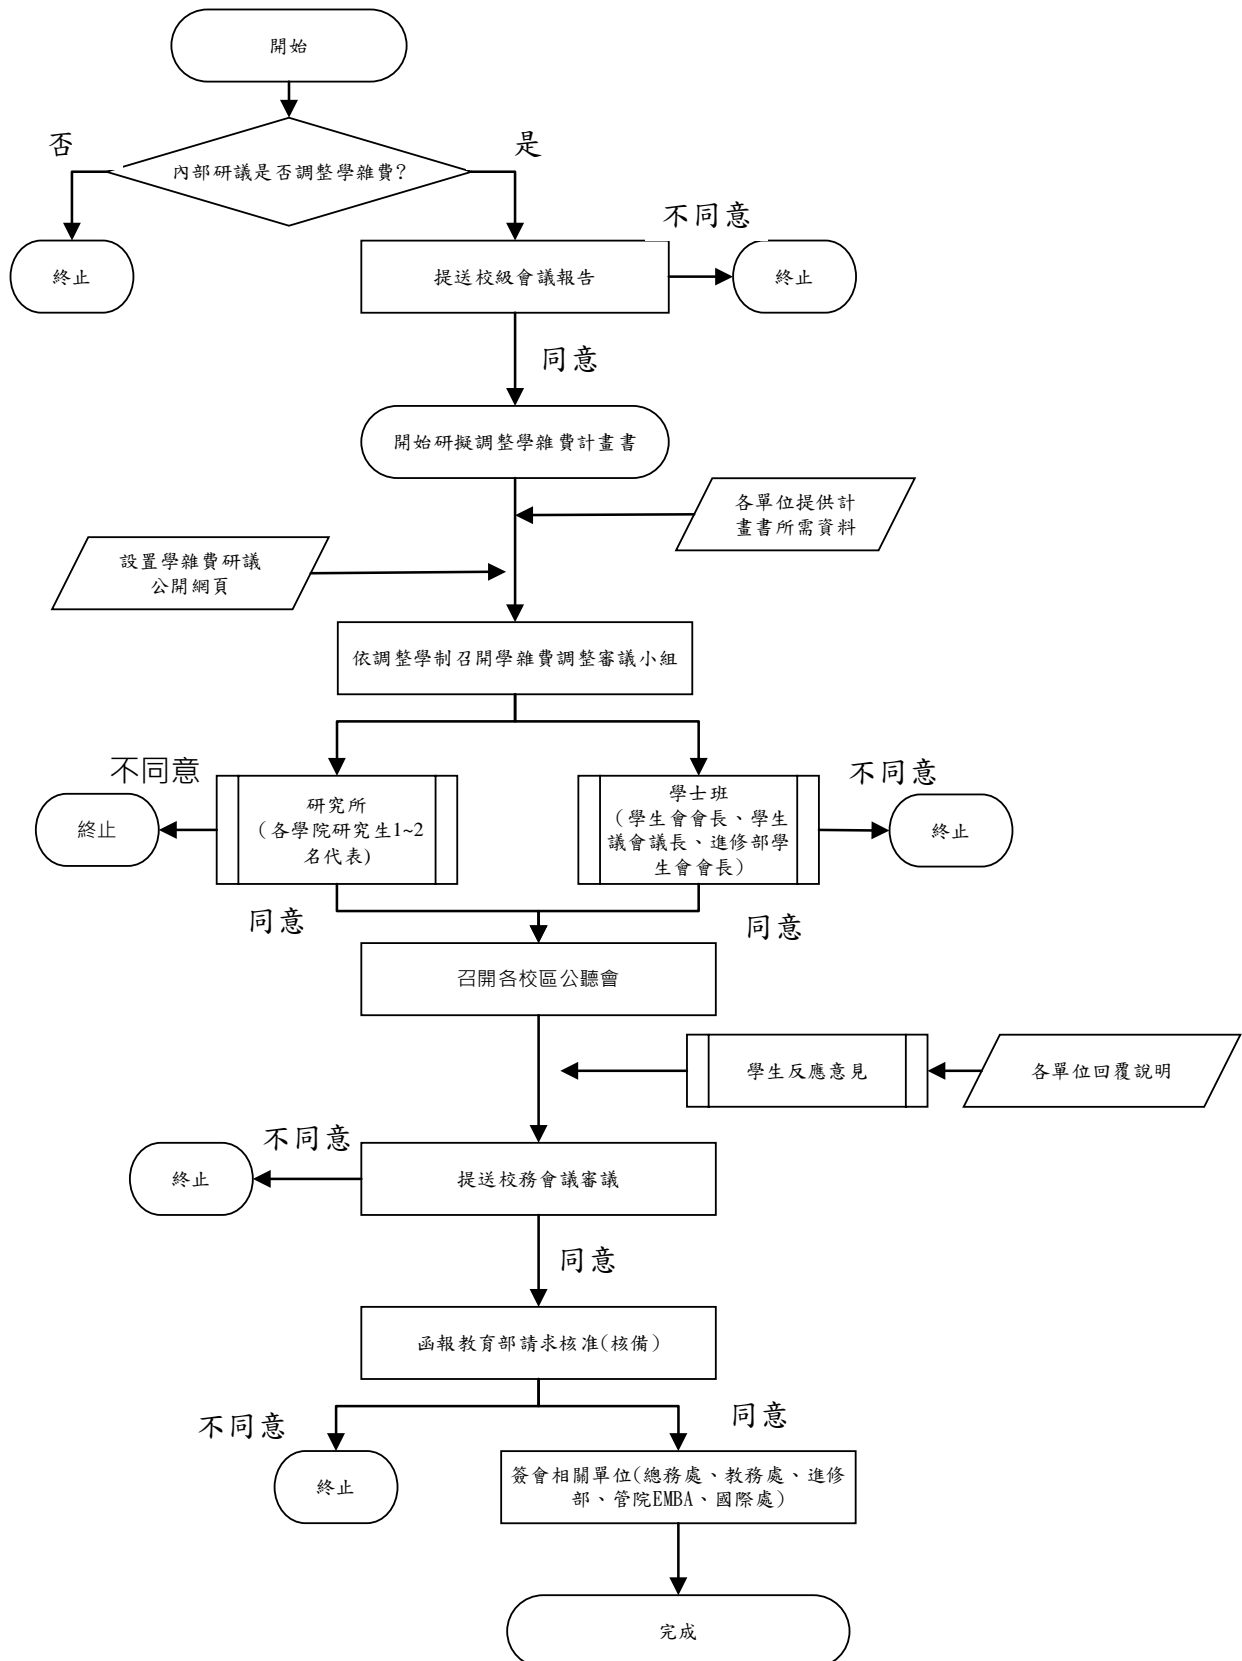 開始
否
是
內部研議是否調整學雜費?
不同意
終止
提送校級會議報告
終止
同意
開始研擬調整學雜費計畫書
各單位提供計
畫書所需資料
設置學雜費研議
公開網頁
依調整學制召開學雜費調整審議小組
不同意
不同意
終止
研究所
(各學院研究生1~2
名代表)
學士班
(學生會會長、學生
議會議長、進修部學
生會會長)
終止
同意
同意
召開各校區公聽會
學生反應意見
各單位回覆說明
不同意
終止
提送校務會議審議
同意
函報教育部請求核准(核備)
不同意
同意
終止
簽會相關單位(總務處、教務處、進修
部、管院EMBA、國際處)
完成